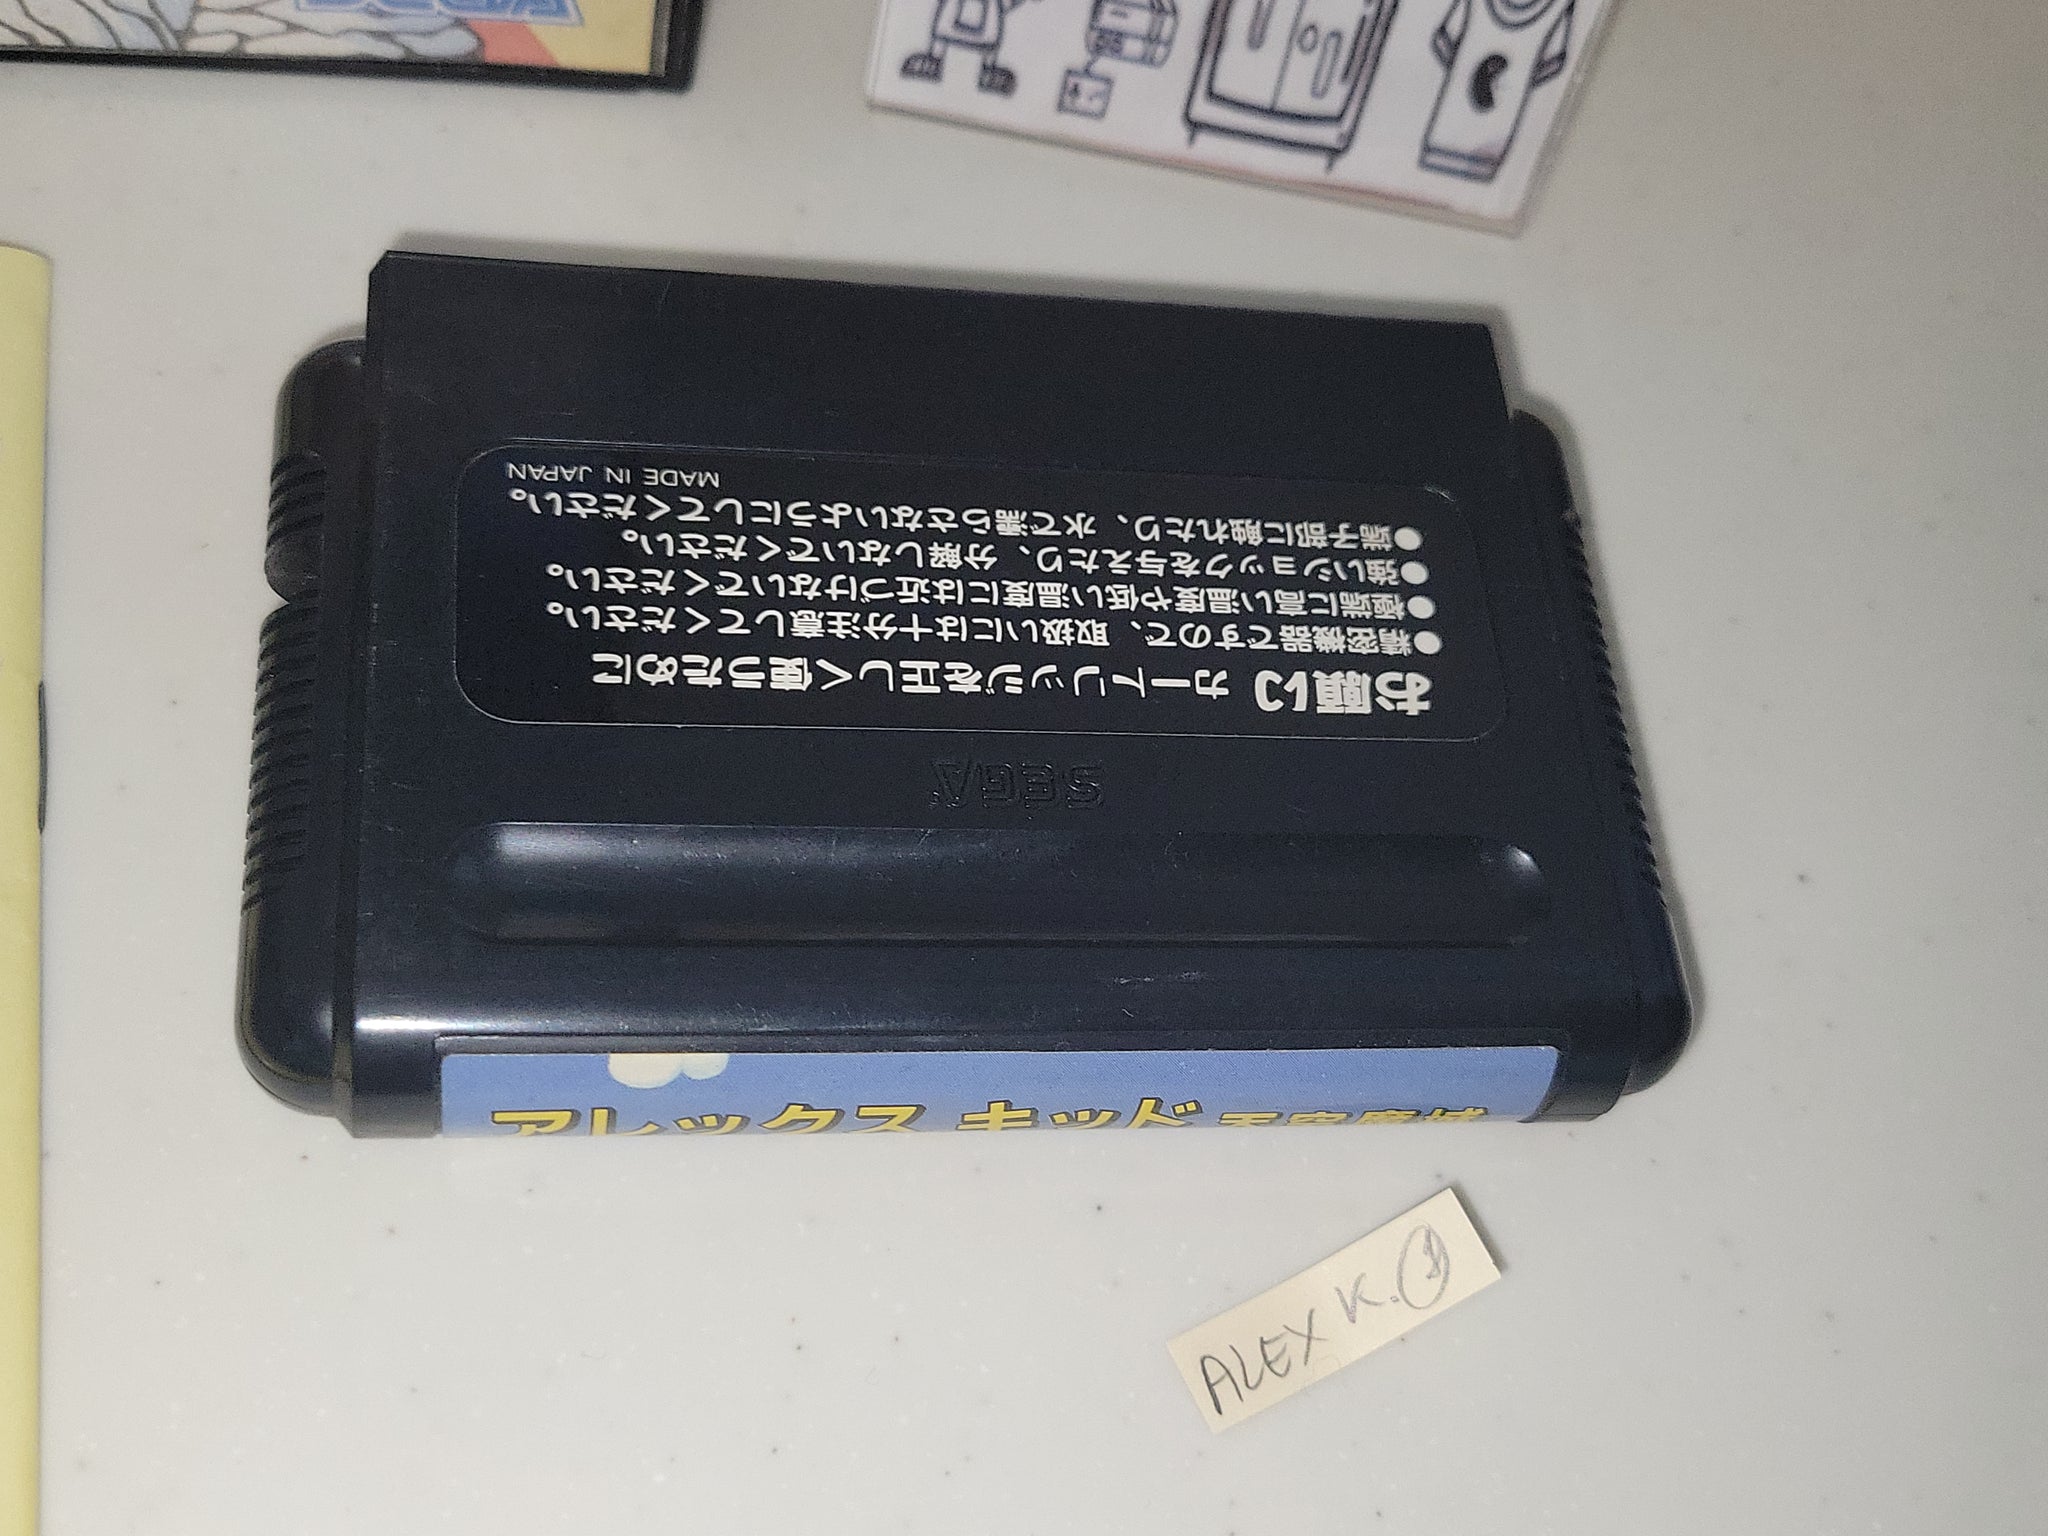 SEGA
お願い カートリッジを正しく使うために
●精密機器ですので、取扱いには十分注意してください。
●極端に高い温度や低い温度には近づけないでください。
●強いショックを与えたり、分解しないでください。
●端子部に触れたり、水で濡らさないようにしてください。
MADE IN JAPAN
SEGA
アレックス キッド 天空魔城
ALEX K. 1